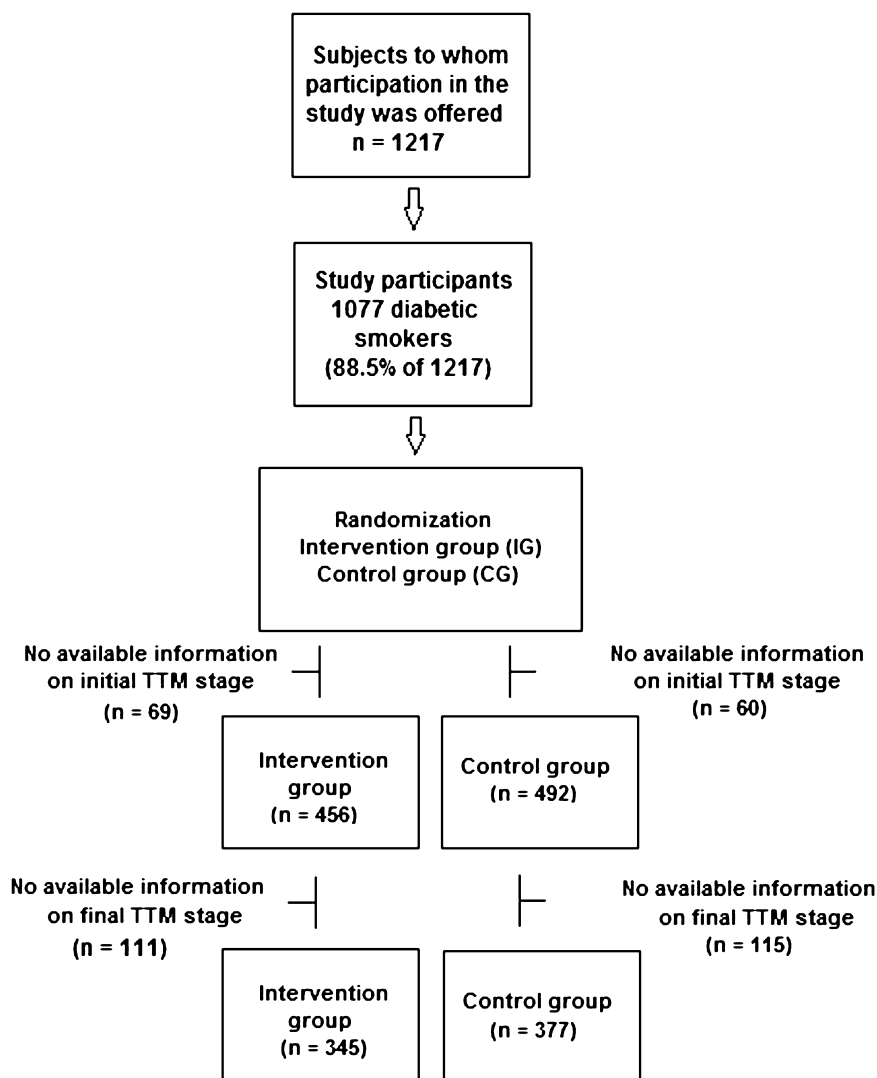 Subjects to whom
participation in the
study was offered
n = 1217
Study participants
1077 diabetic
smokers
(88.5% of 1217)
Randomization
Intervention group (IG)
Control group (CG)
No available information
on initial TTM stage
(n = 69)
No available information
on initial TTM stage
(n = 60)
Intervention
group
(n = 456)
Control group
(n = 492)
No available information
on final TTM stage
(n = 111)
No available information
on final TTM stage
(n = 115)
Intervention
group
(n = 345)
Control group
(n = 377)